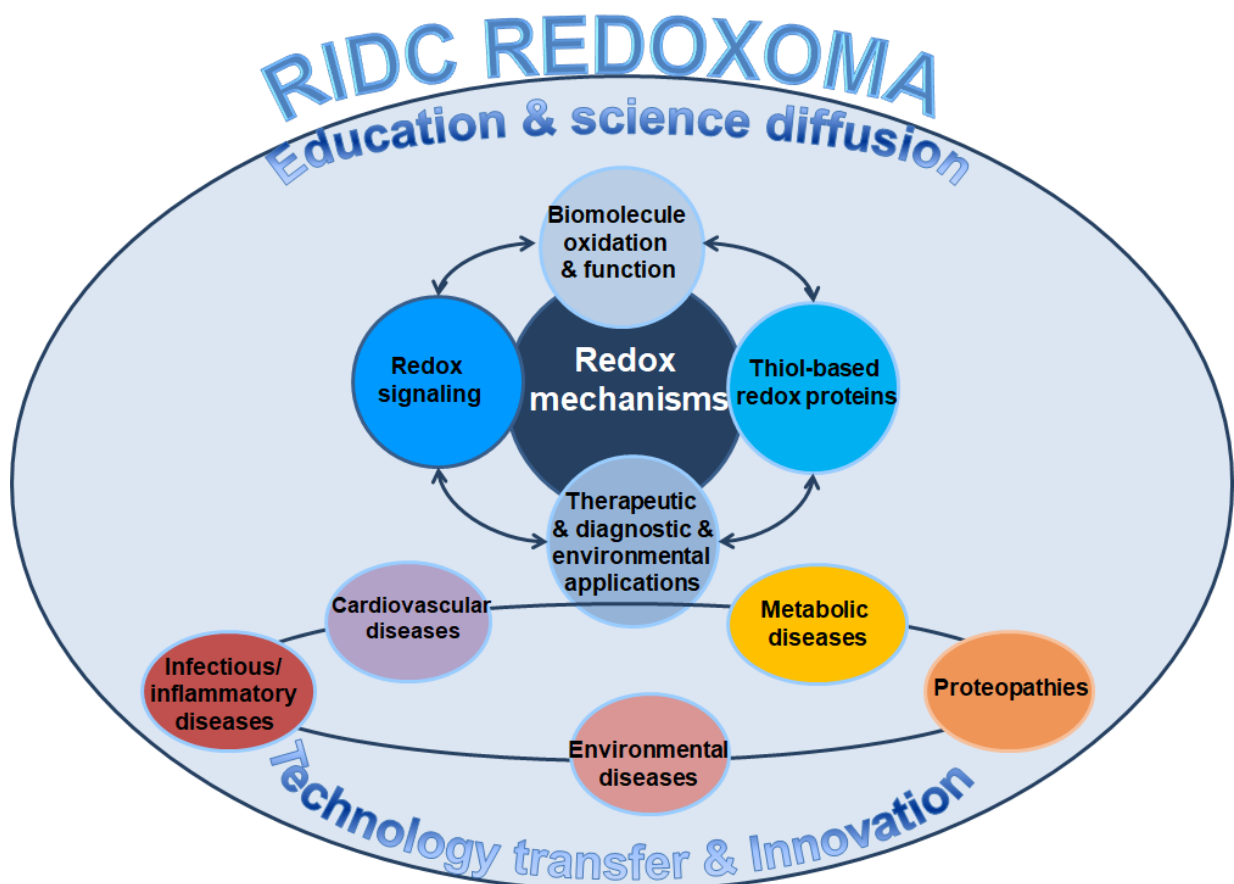 RIDC REDOXOMA
Education & science diffusion
Biomolecule
oxidation
& function
Redox
signaling
Redox
mechanisms
Thiol-based
redox proteins
Therapeutic
& diagnostic &
environmental
applications
Cardiovascular
diseases
Metabolic
diseases
Infectious/
inflammatory
diseases
Proteopathies
Environmental
diseases
Technology transfer & Innovation